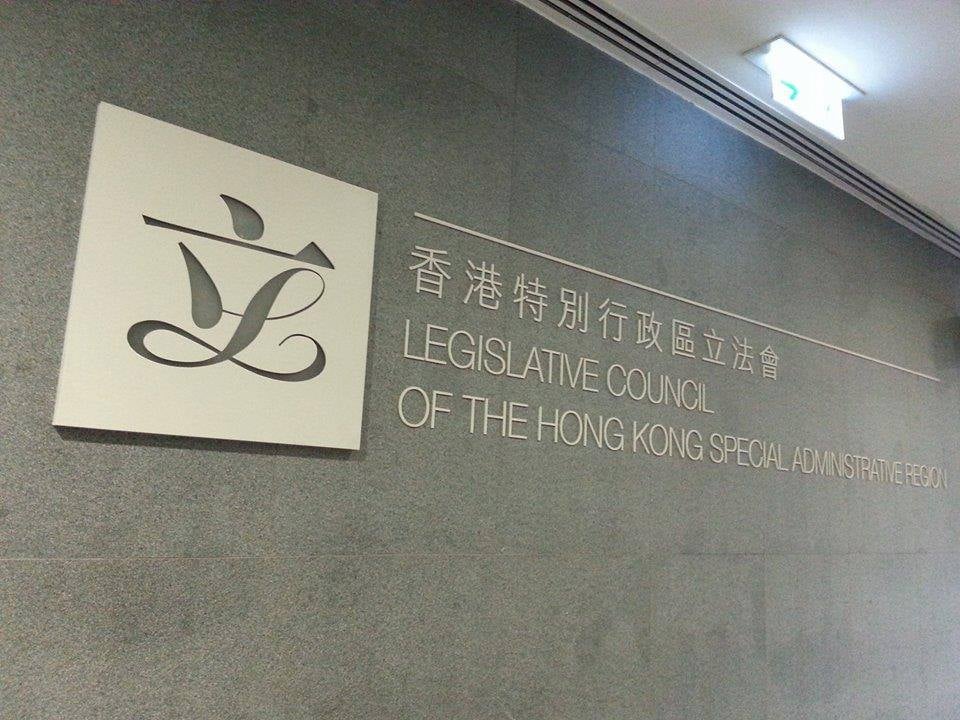 立
香港特別行政區立法會
LEGISLATIVE COUNCIL
OF THE HONG KONG SPECIAL ADMINISTRATIVE REGION